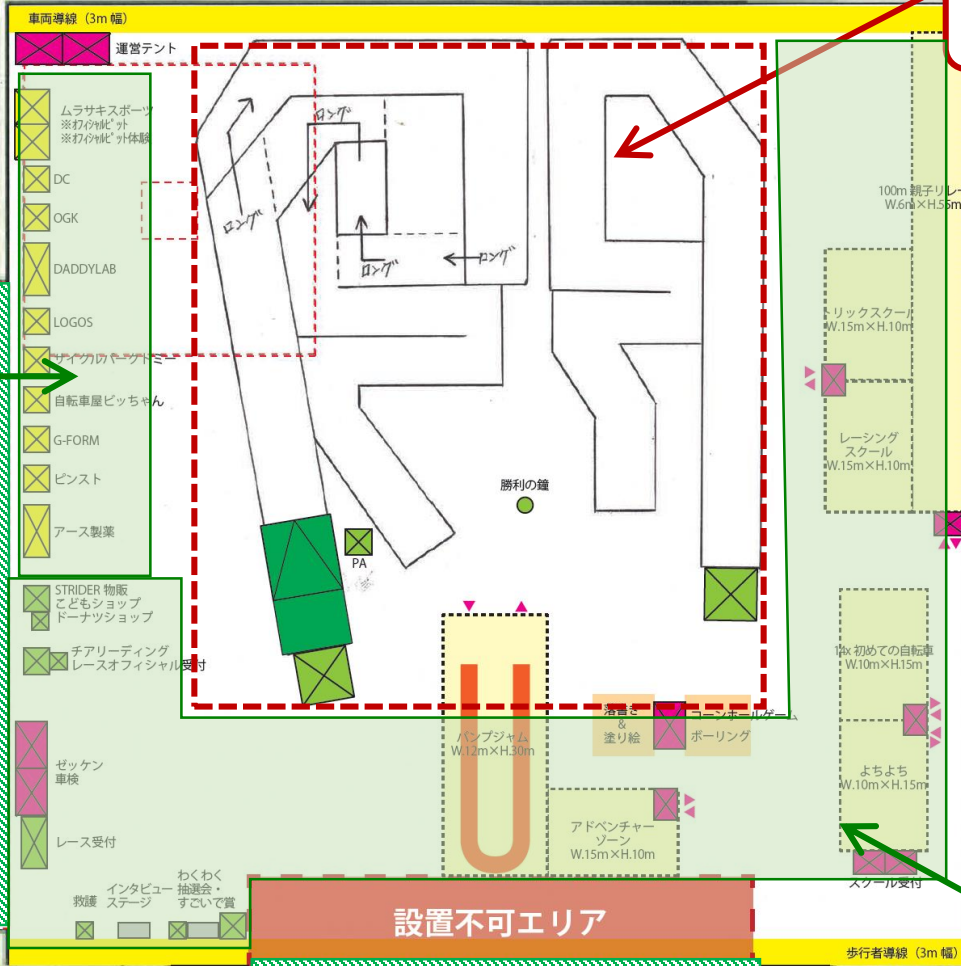 車両導線（3m 幅）
運営テント
ムラサキスポーツ
※ｵﾌｨｼｬﾙﾋﾟｯﾄ
※ｵﾌｨｼｬﾙﾋﾟｯﾄ体験
DC
OGK
DADDYLAB
LOGOS
サイクルパーツトミー
自転車屋ピッちゃん
G-FORM
ピンスト
アース製薬
STRIDER 物販
こどもショップ
ドーナツショップ
チアリーディング
レースオフィシャル受付
ゼッケン
車検
レース受付
救護
インタビュー
ステージ
わくわく
抽選会・
すごいで賞
ロング
ロング
ロング
ロング
PA
勝利の鐘
100m 親子リレー
W.6m×H.55m
トリックスクール
W.15m×H.10m
レーシング
スクール
W.15m×H.10m
14x 初めての自転車
W.10m×H.15m
よちよち
W.10m×H.15m
スクール受付
パンプジャム
W.12m×H.30m
落書き
&
塗り絵
コーンホールゲーム
ボーリング
アドベンチャー
ゾーン
W.15m×H.10m
設置不可エリア
歩行者導線（3m 幅）